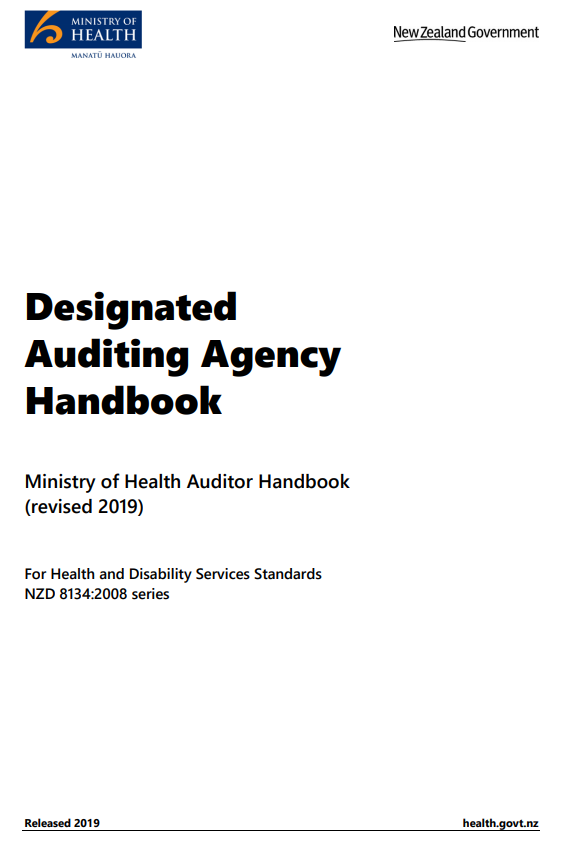 MINISTRY OF
HEALTH
MANATŪ HAUORA
New Zealand Government
Designated
Auditing Agency
Handbook
Ministry of Health Auditor Handbook
(revised 2019)
For Health and Disability Services Standards
NZD 8134:2008 series
Released 2019
health.govt.nz